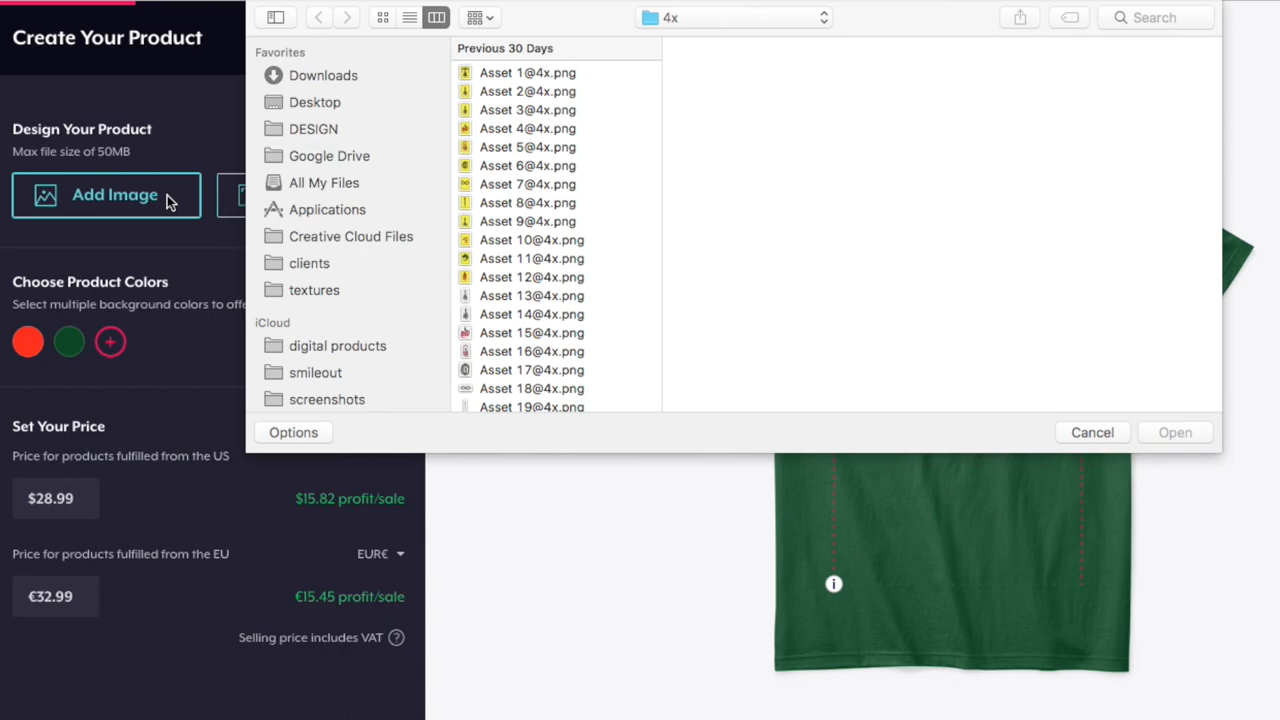 Create Your Product
Design Your Product
Max file size of 50MB
Add Image
Choose Product Colors
Select multiple background colors to offe
+
Set Your Price
Price for products fulfilled from the US
$28.99
$15.82 profit/sale
Price for products fulfilled from the EU
EUR€
€32.99
€15.45 profit/sale
Selling price includes VAT ?
4x
Search
Favorites
Downloads
Desktop
DESIGN
Google Drive
All My Files
Applications
Creative Cloud Files
clients
textures
iCloud
digital products
smileout
screenshots
Previous 30 Days
Asset 1@4x.png
Asset 2@4x.png
Asset 3@4x.png
Asset 4@4x.png
Asset 5@4x.png
Asset 6@4x.png
Asset 7@4x.png
Asset 8@4x.png
Asset 9@4x.png
Asset 10@4x.png
Asset 11@4x.png
Asset 12@4x.png
Asset 13@4x.png
Asset 14@4x.png
Asset 15@4x.png
Asset 16@4x.png
Asset 17@4x.png
Asset 18@4x.png
Asset 19@4x.png
Options
Cancel
Open
i